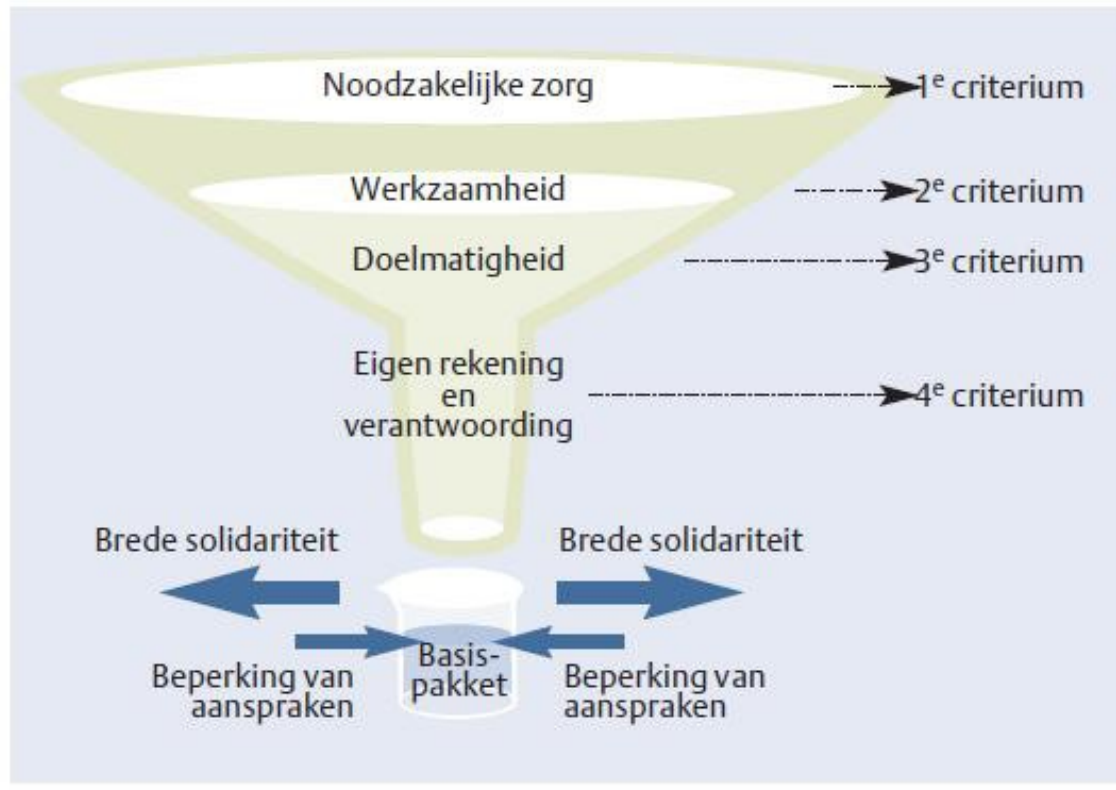 Noodzakelijke zorg
1e criterium
Werkzaamheid
2e criterium
Doelmatigheid
3e criterium
Eigen rekening
en
verantwoording
4e criterium
Brede solidariteit
Brede solidariteit
Basis-
pakket
Beperking van
aanspraken
Beperking van
aanspraken